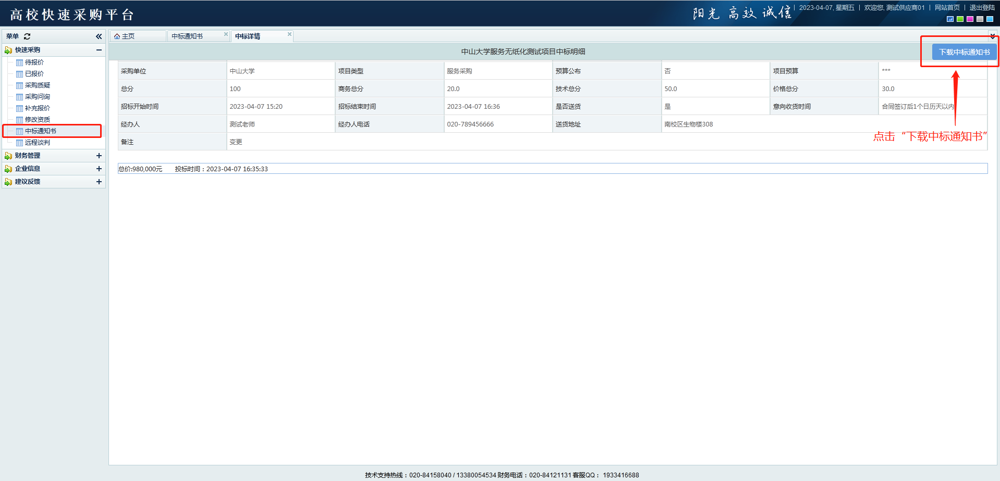 高校快速采购平台
阳光 高效 诚信
2023-04-07, 星期五 | 欢迎您, 测试供应商01 | 网站首页 | 退出登陆
菜单
主页
中标通知书
中标详情
快速采购
待报价
已报价
采购质疑
采购问询
补充报价
修改资质
中标通知书
远程谈判
财务管理
企业信息
建议反馈
中山大学服务无纸化测试项目中标明细
下载中标通知书
采购单位 中山大学 项目类型 服务采购 预算公布 否 项目预算 ***
总分 100 商务总分 20.0 技术总分 50.0 价格总分 30.0
招标开始时间 2023-04-07 15:20 招标结束时间 2023-04-07 16:36 是否送货 是 意向收货时间 合同签订后1个日历天以内
经办人 测试老师 经办人电话 020-789456666 送货地址 南校区生物楼308
备注 变更
点击“下载中标通知书”
总价:980,000元 投标时间：2023-04-07 16:35:33
技术支持热线：020-84158040 / 13380054534 财务电话：020-84121131 客服QQ： 1933416688